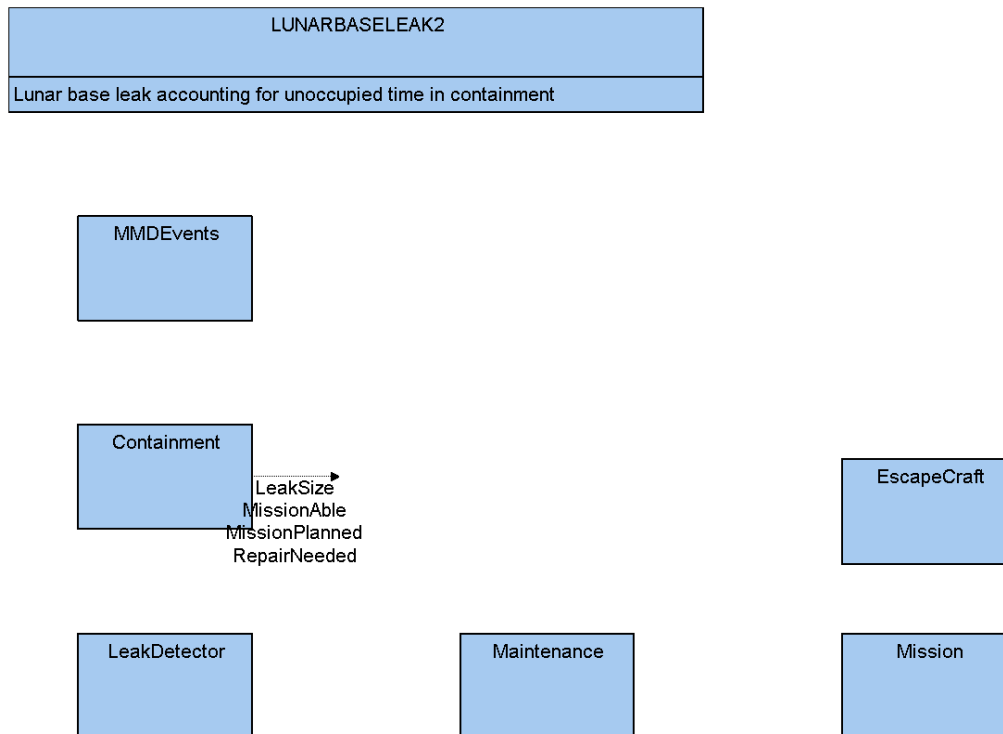 LUNARBASELEAK2
Lunar base leak accounting for unoccupied time in containment
MMDEvents
Containment
LeakSize
MissionAble
MissionPlanned
RepairNeeded
EscapeCraft
LeakDetector
Maintenance
Mission